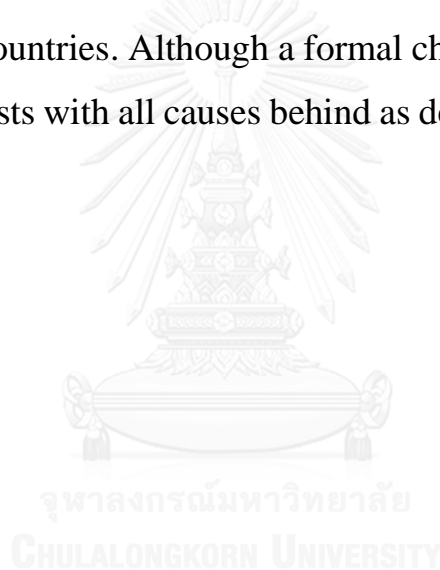 ountries. Although a formal ch
sts with all causes behind as de
จุฬาลงกรณ์มหาวิทยาลัย
CHULALONGKORN UNIVERSITY